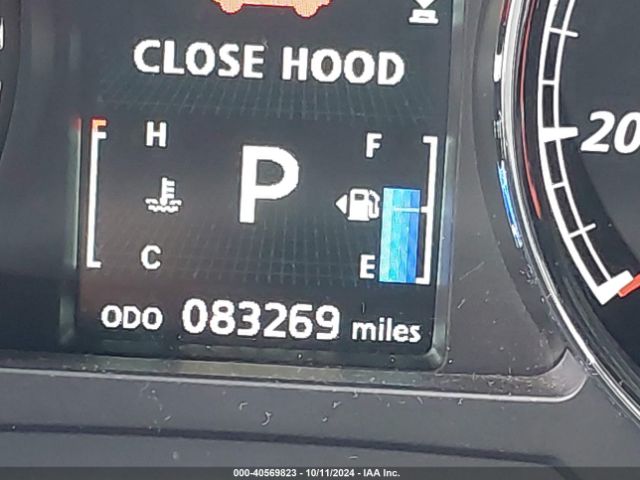 CLOSE HOOD
F H F
P
C E
20
ODO 083269 miles
000-40569823 - 10/11/2024 - IAA Inc.